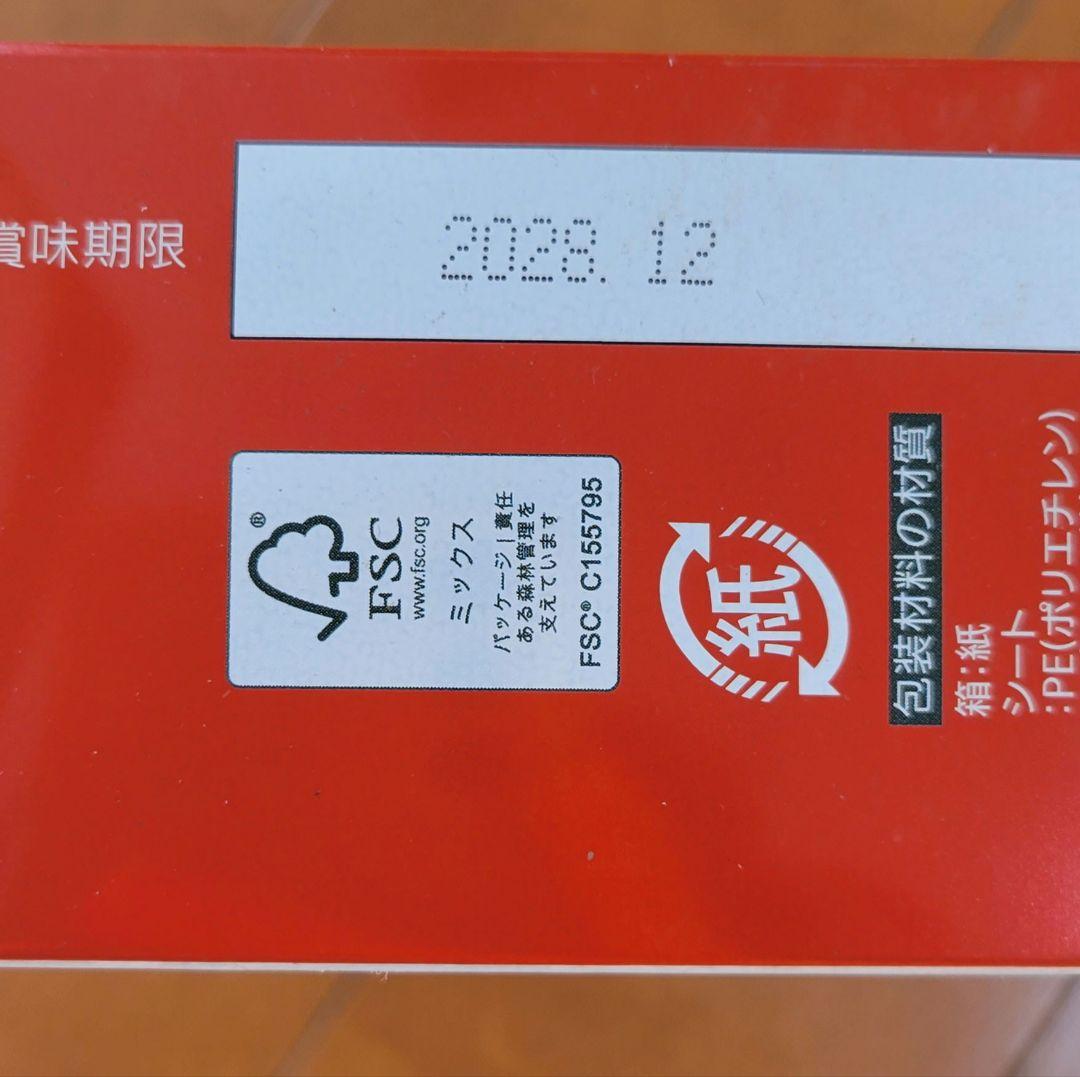 賞味期限
2028. 12
®
FSC
www.fsc.org
ミックス
パッケージ | 責任
ある森林管理を
支えています
FSC® C155795
紙
包装材料の材質
箱:紙
シート
:PE(ポリエチレン)